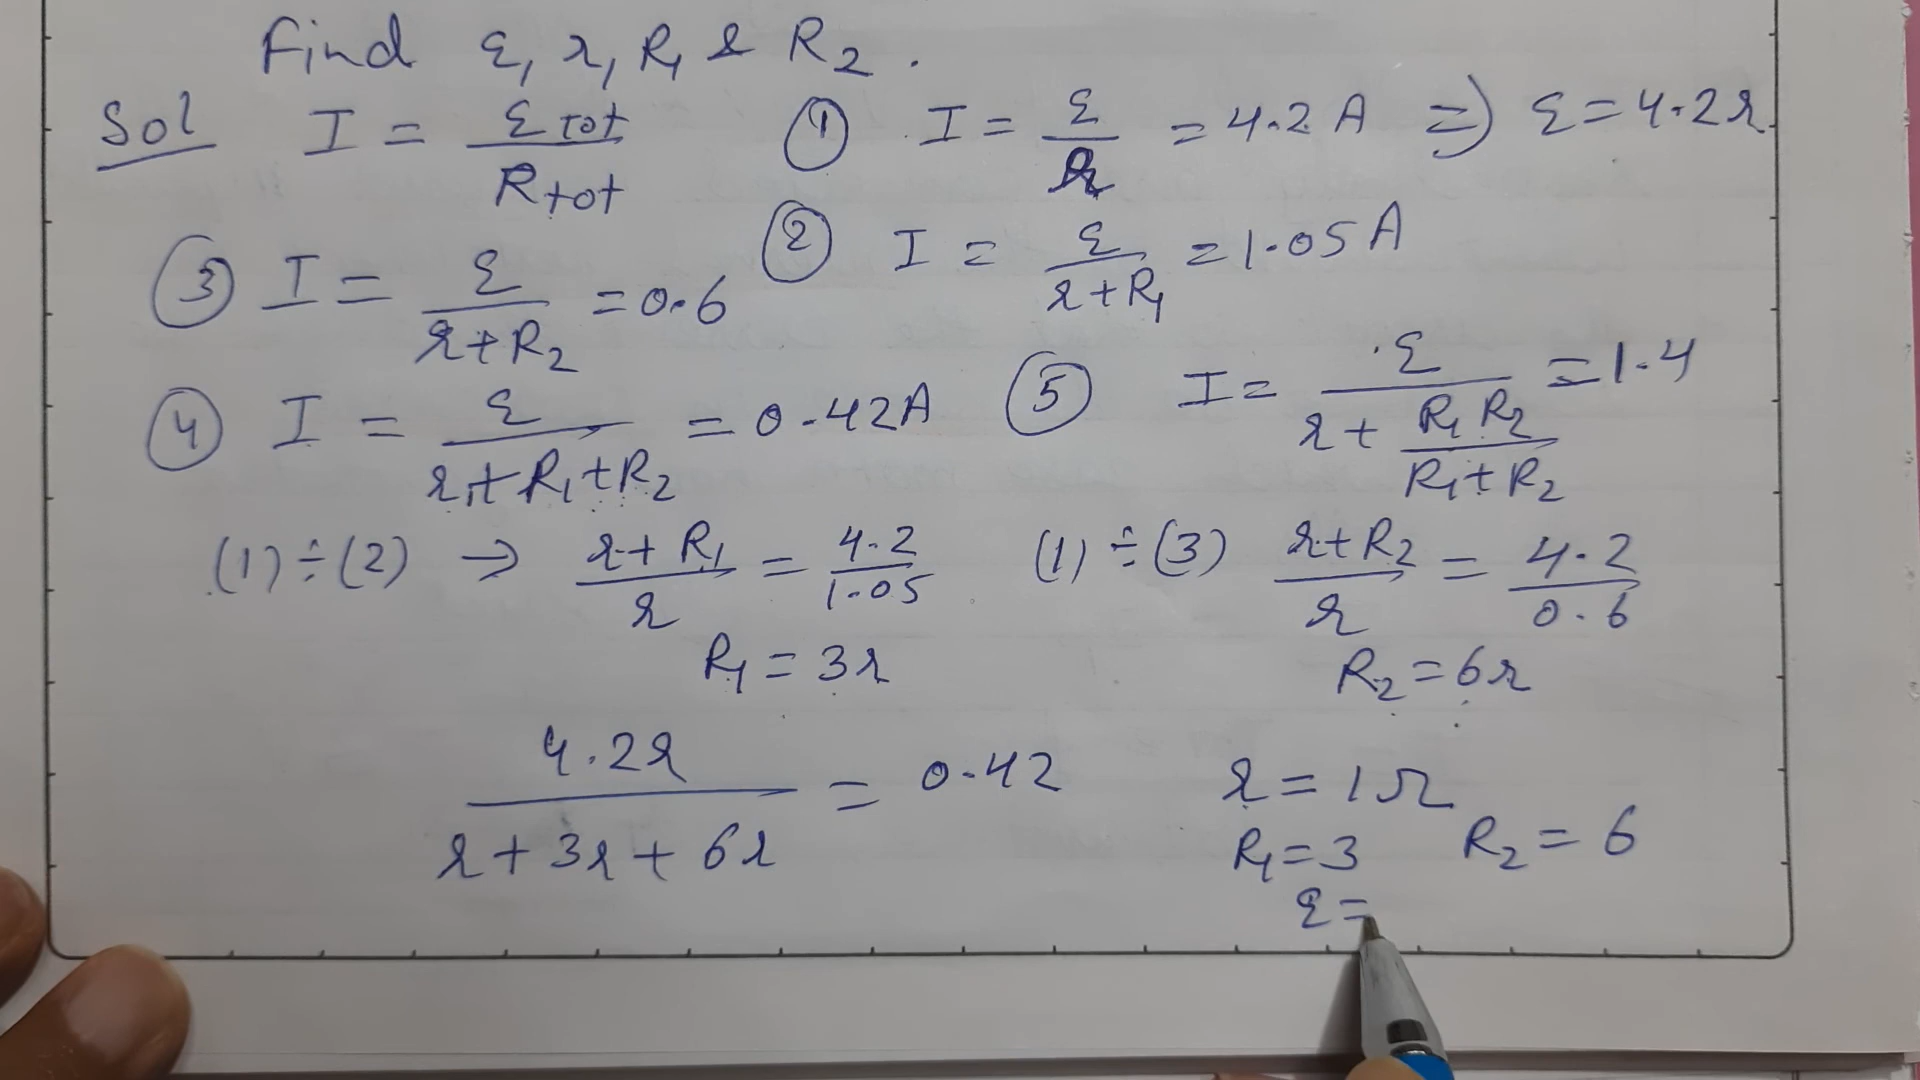 Find ε, r, R₁ & R₂.
Sol I = ε tot / R tot ① I = ε / r = 4.2 A ⇒ ε = 4.2r
② I = ε / r+R₁ = 1.05 A
③ I = ε / r+R₂ = 0.6
④ I = ε / r+R₁+R₂ = 0.42A ⑤ I = ε / r + R₁R₂ / R₁+R₂ = 1.4
(1) ÷ (2) → r+R₁ / r = 4.2 / 1.05 (1) ÷ (3) r+R₂ / r = 4.2 / 0.6
R₁ = 3r R₂ = 6r
4.2r / r+3r+6r = 0.42 r = 1Ω
R₁ = 3 R₂ = 6
ε =